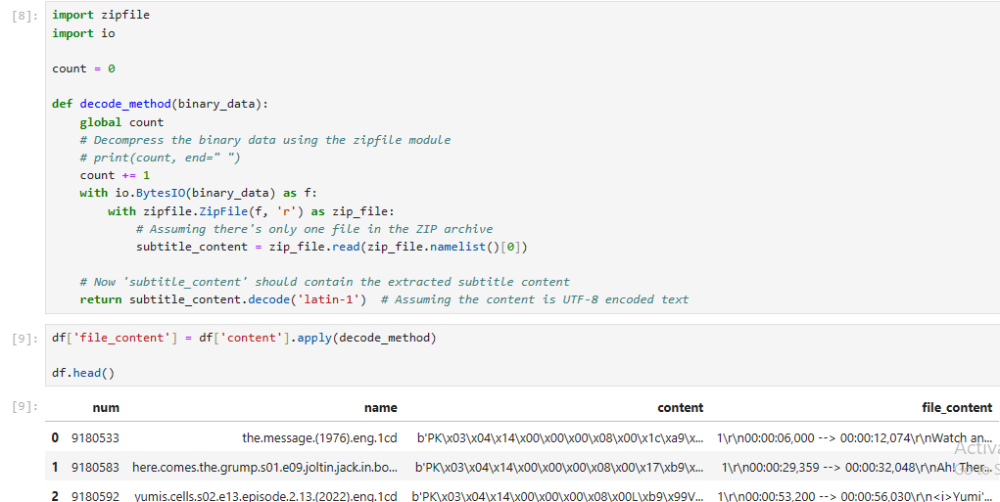 [8]: import zipfile
import io
count = 0
def decode_method(binary_data):
global count
# Decompress the binary data using the zipfile module
# print(count, end=" ")
count += 1
with io.BytesIO(binary_data) as f:
with zipfile.ZipFile(f, 'r') as zip_file:
# Assuming there's only one file in the ZIP archive
subtitle_content = zip_file.read(zip_file.namelist()[0])
# Now 'subtitle_content' should contain the extracted subtitle content
return subtitle_content.decode('latin-1') # Assuming the content is UTF-8 encoded text
[9]: df['file_content'] = df['content'].apply(decode_method)
df.head()
[9]: num name content file_content
0 9180533 the.message.(1976).eng.1cd b'PK\x03\x04\x14\x00\x00\x00\x08\x00\x1c\xa9\x... 1\r\n00:00:06,000 --> 00:00:12,074\r\nWatch an...
1 9180583 here.comes.the.grump.s01.e09.joltin.jack.in.bo... b'PK\x03\x04\x14\x00\x00\x00\x08\x00\x17\xb9\x... 1\r\n00:00:29,359 --> 00:00:32,048\r\nAh! Ther...
2 9180592 yumis.cells.s02.e13.episode.2.13.(2022).eng.1cd b'PK\x03\x04\x14\x00\x00\x00\x08\x00L\xb9\x99V... 1\r\n00:00:53,200 --> 00:00:56,030\r\n<i>Yumi'...
Activa
Go to S